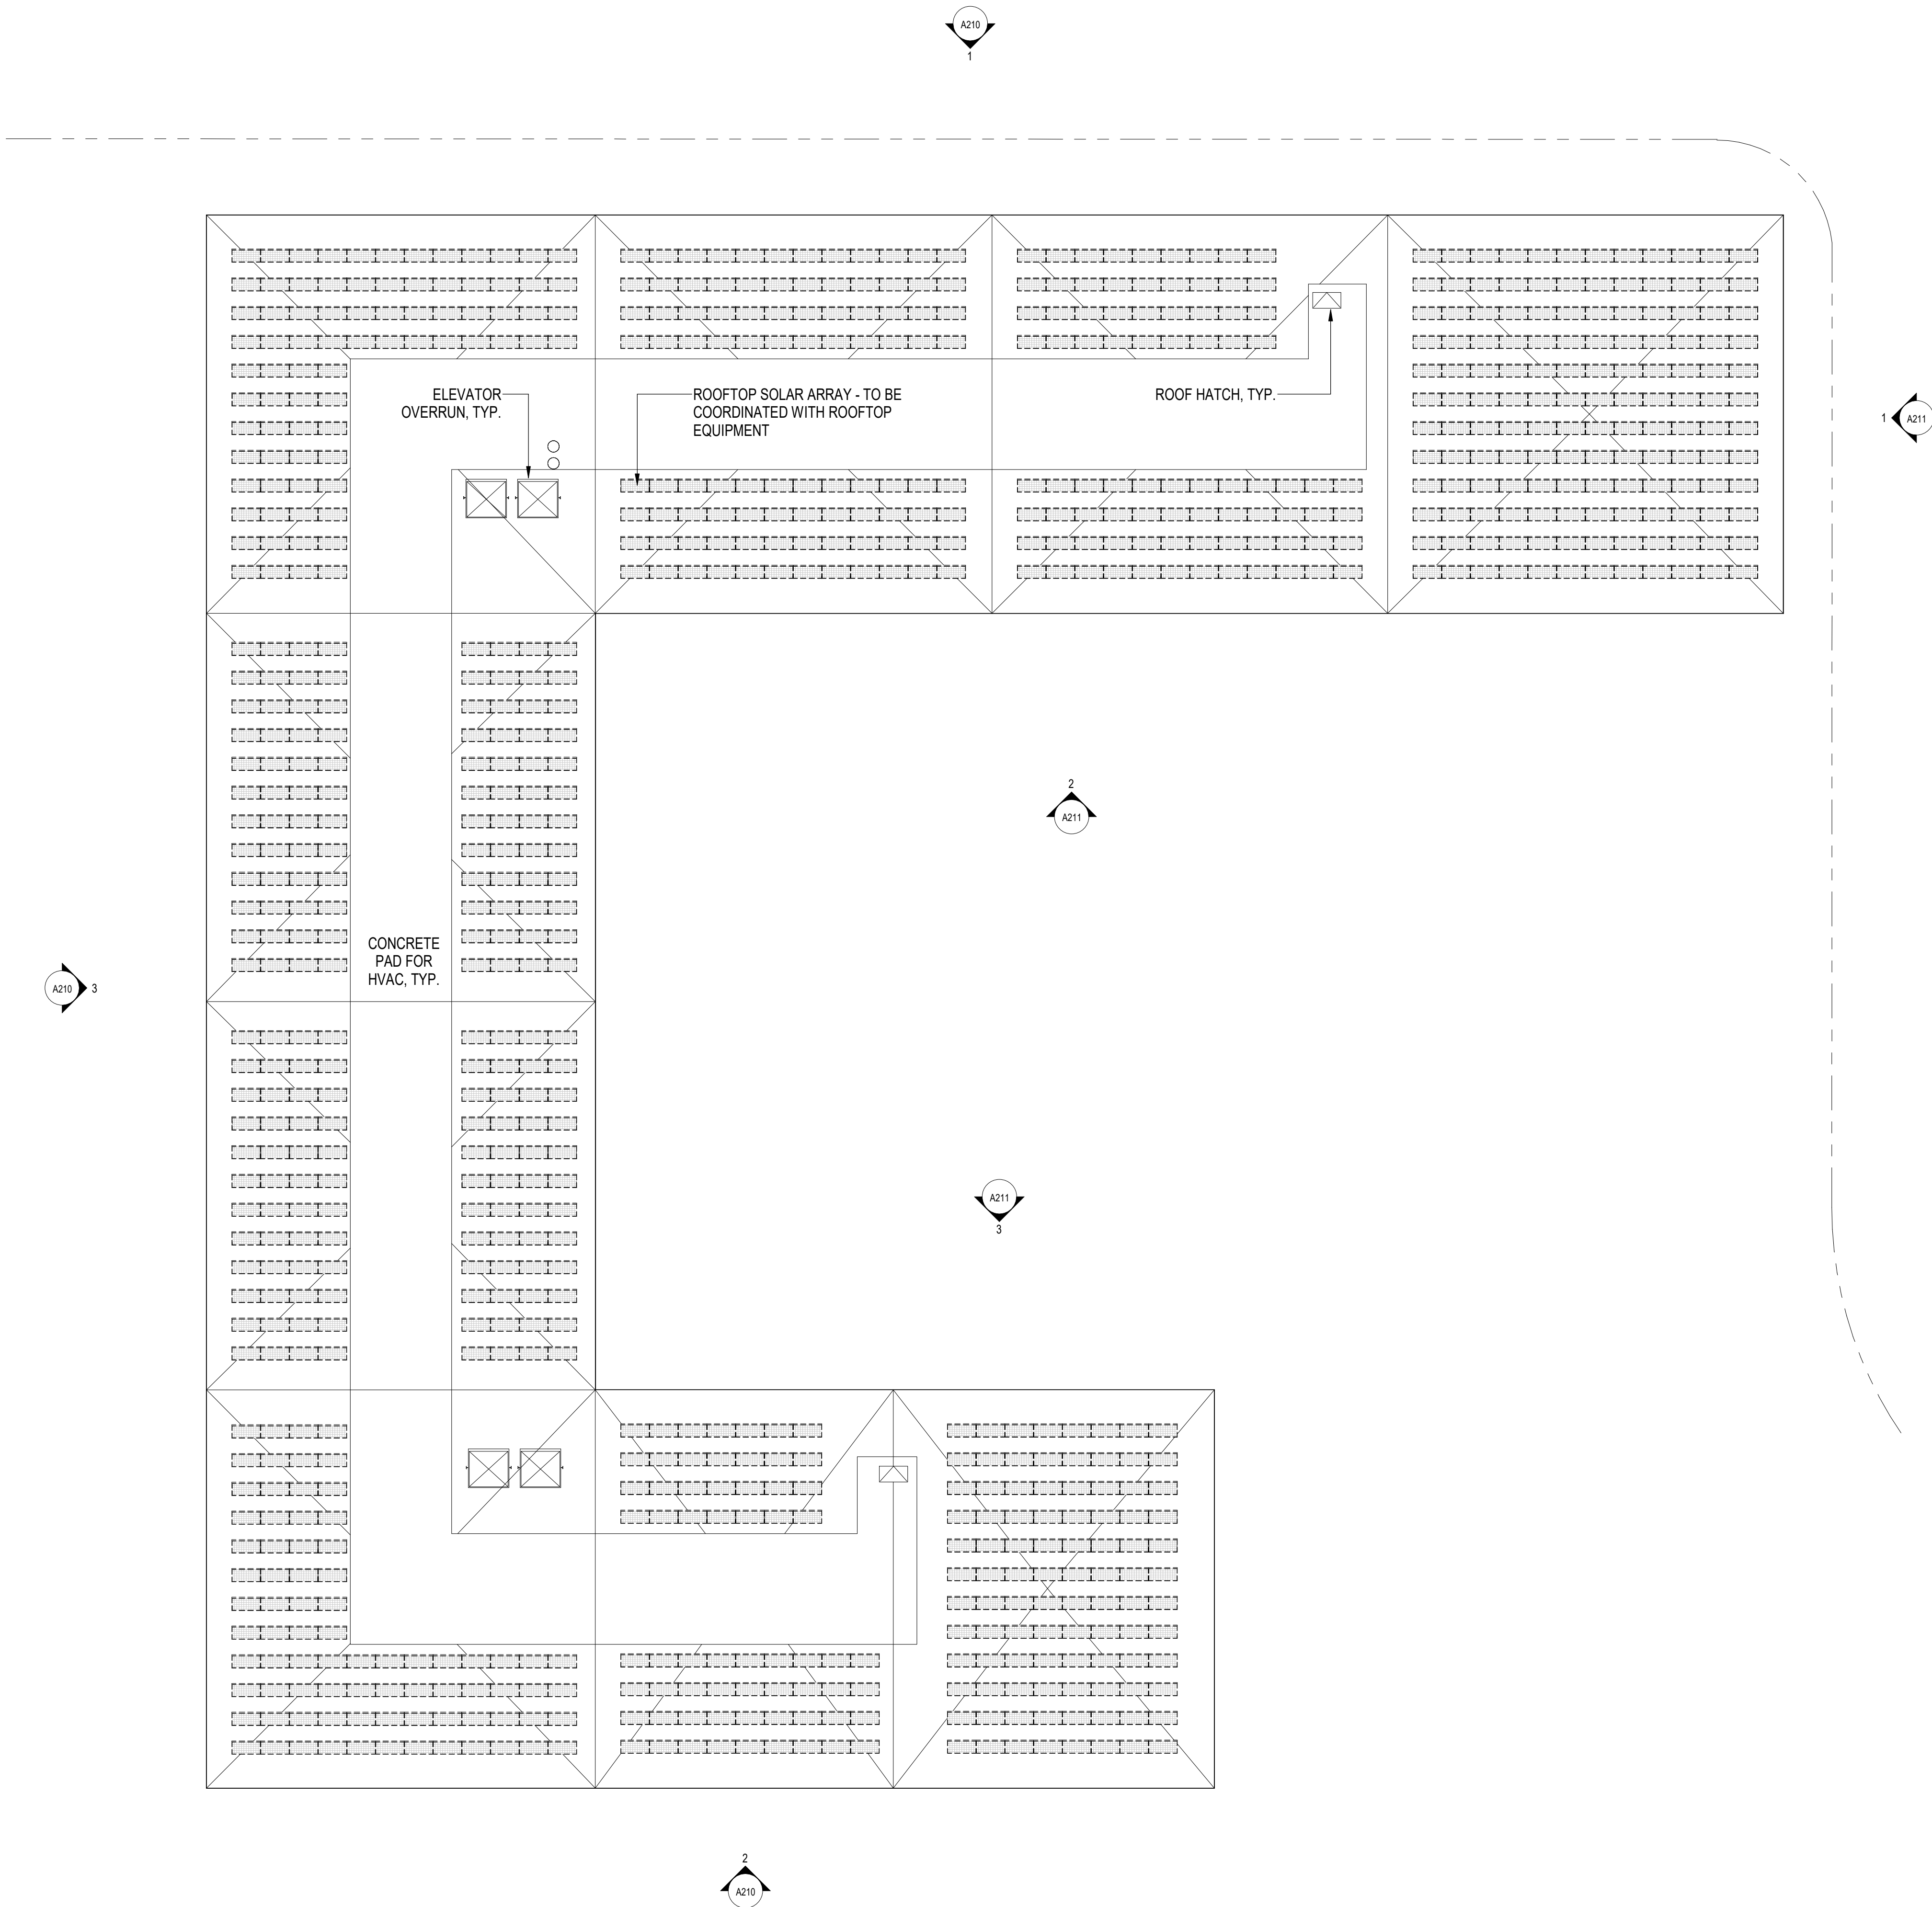 A210
1
ELEVATOR
OVERRUN, TYP.
ROOFTOP SOLAR ARRAY - TO BE
COORDINATED WITH ROOFTOP
EQUIPMENT
ROOF HATCH, TYP.
1
A211
2
A211
CONCRETE
PAD FOR
HVAC, TYP.
A210
3
A211
3
2
A210